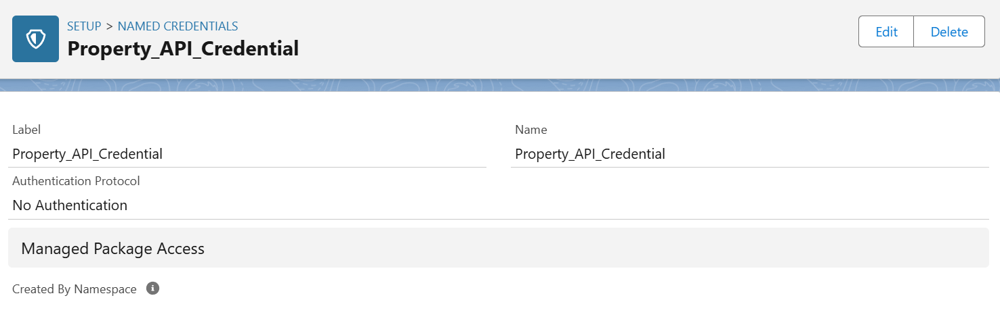 SETUP > NAMED CREDENTIALS
Property_API_Credential
Edit
Delete
Label
Property_API_Credential
Name
Property_API_Credential
Authentication Protocol
No Authentication
Managed Package Access
Created By Namespace